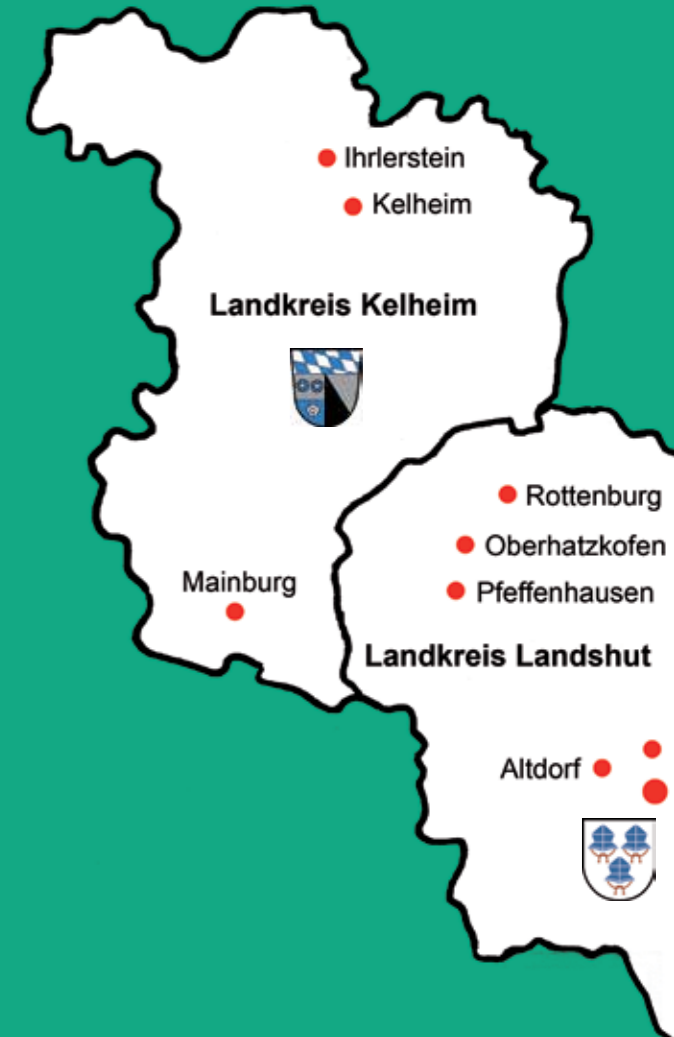 Ihrlerstein
Kelheim
Landkreis Kelheim
Rottenburg
Oberhatzkofen
Mainburg
Pfeffenhausen
Landkreis Landshut
Altdorf